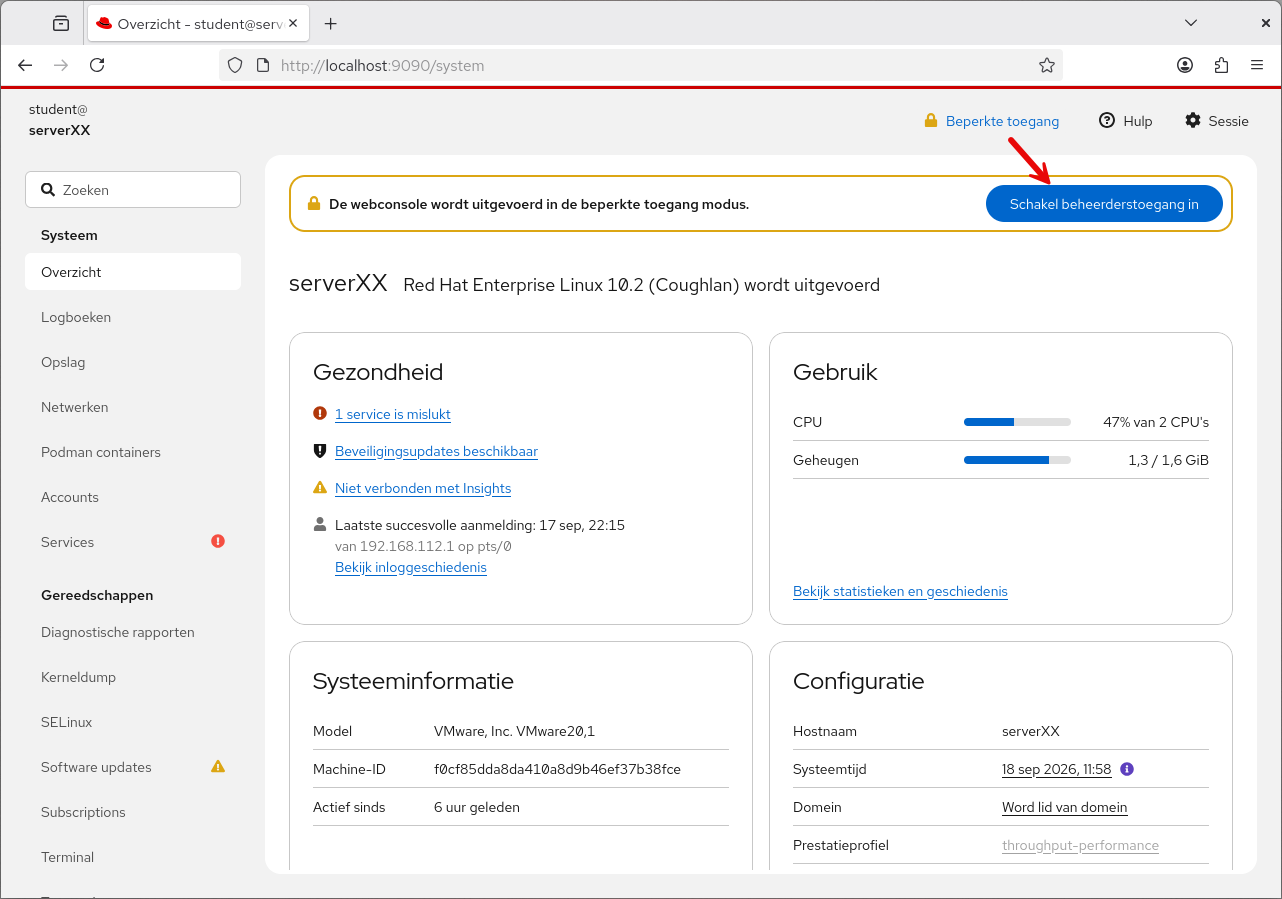 Overzicht - student@serv
http://localhost:9090/system
student@
serverXX
Beperkte toegang
Hulp
Sessie
Zoeken
De webconsole wordt uitgevoerd in de beperkte toegang modus.
Schakel beheerderstoegang in
Systeem
Overzicht
Logboeken
Opslag
Netwerken
Podman containers
Accounts
Services
Gereedschappen
Diagnostische rapporten
Kerneldump
SELinux
Software updates
Subscriptions
Terminal
serverXX Red Hat Enterprise Linux 10.2 (Coughlan) wordt uitgevoerd
Gezondheid
1 service is mislukt
Beveiligingsupdates beschikbaar
Niet verbonden met Insights
Laatste succesvolle aanmelding: 17 sep, 22:15
van 192.168.112.1 op pts/0
Bekijk inloggeschiedenis
Gebruik
CPU 47% van 2 CPU's
Geheugen 1,3 / 1,6 GiB
Bekijk statistieken en geschiedenis
Systeeminformatie
Model VMware, Inc. VMware20,1
Machine-ID f0cf85dda8da410a8d9b46ef37b38fce
Actief sinds 6 uur geleden
Configuratie
Hostnaam serverXX
Systeemtijd 18 sep 2026, 11:58
Domein Word lid van domein
Prestatieprofiel throughput-performance